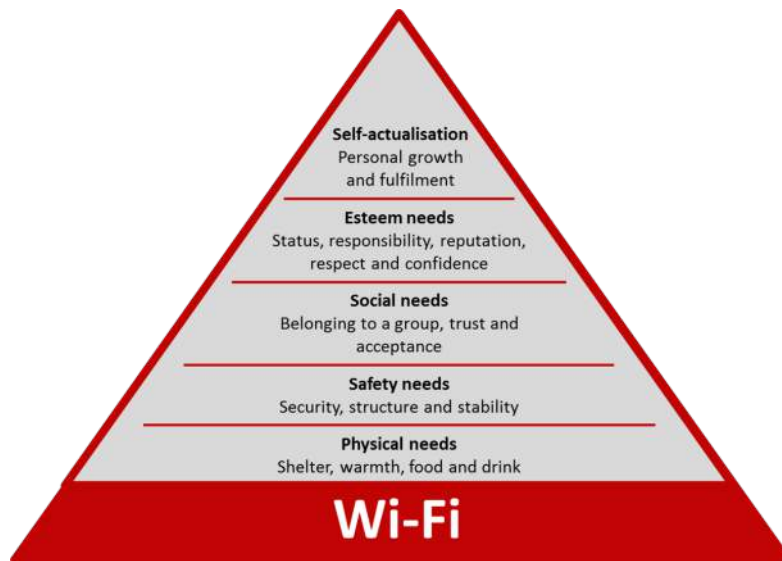 Self-actualisation
Personal growth
and fulfilment
Esteem needs
Status, responsibility, reputation,
respect and confidence
Social needs
Belonging to a group, trust and
acceptance
Safety needs
Security, structure and stability
Physical needs
Shelter, warmth, food and drink
Wi-Fi